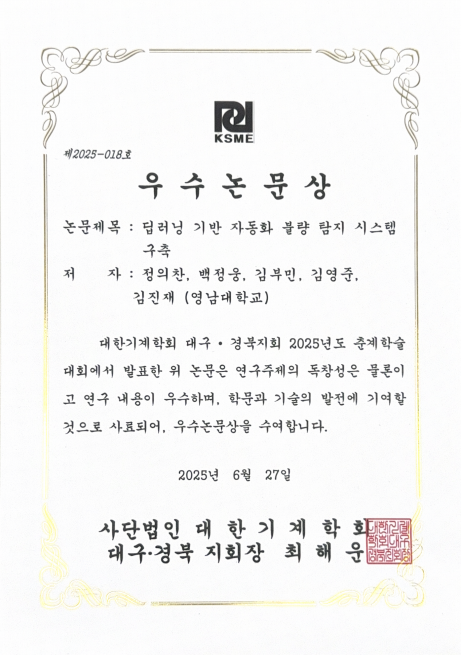 KSME
제2025-018호
우수논문상
논문제목 : 딥러닝 기반 자동화 불량 탐지 시스템
구축
저 자 : 정의찬, 백정웅, 김부민, 김영준,
김진재 (영남대학교)
대한기계학회 대구·경북지회 2025년도 춘계학술
대회에서 발표한 위 논문은 연구주제의 독창성은 물론이
고 연구 내용이 우수하며, 학문과 기술의 발전에 기여할
것으로 사료되어, 우수논문상을 수여합니다.
2025년 6월 27일
사단법인 대한기계학회
대구·경북 지회장 최해운